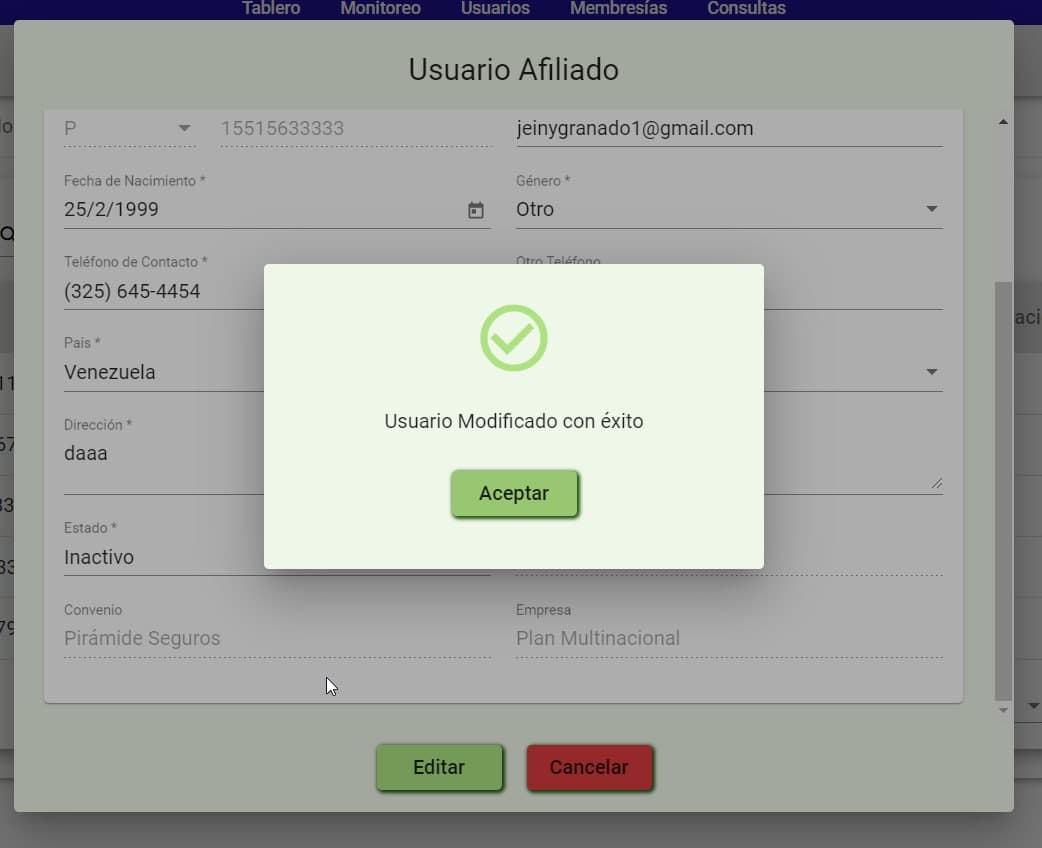 Tablero Monitoreo Usuarios Membresías Consultas
Usuario Afiliado
P 15515633333 jeinygranado1@gmail.com
Fecha de Nacimiento * Género *
25/2/1999 Otro
Teléfono de Contacto * Otro Teléfono
(325) 645-4454
Pais *
Venezuela
Dirección *
daaa
Usuario Modificado con éxito
Aceptar
Estado *
Inactivo
Convenio Empresa
Pirámide Seguros Plan Multinacional
Editar Cancelar